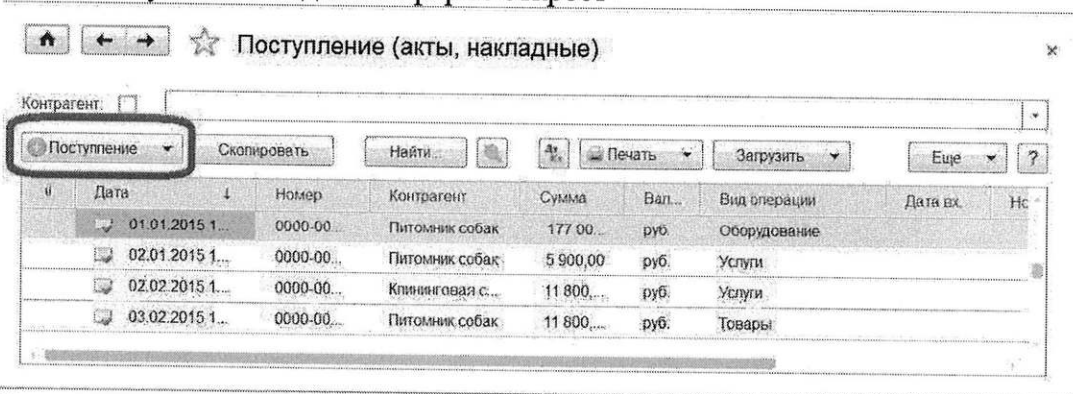 Поступление (акты, накладные)
Контрагент:
Поступление Скопировать Найти... Печать Загрузить Еще ?
Дата ↓ Номер Контрагент Сумма Вал... Вид операции Дата вх. Но
01.01.2015 1... 0000-00... Питомник собак 177 00... руб. Оборудование
02.01.2015 1... 0000-00... Питомник собак 5 900,00 руб. Услуги
02.02.2015 1... 0000-00... Клининговая с... 11 800,... руб. Услуги
03.02.2015 1... 0000-00... Питомник собак 11 800,... руб. Товары